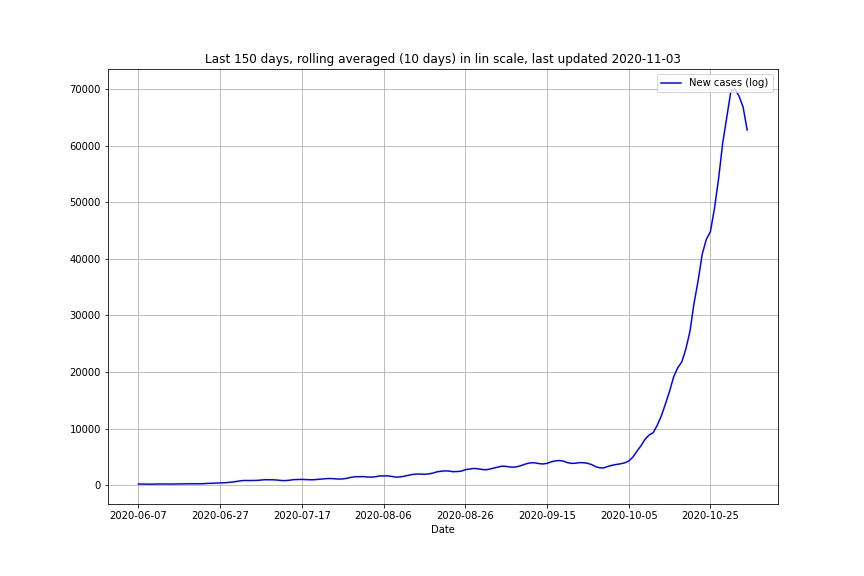 Last 150 days, rolling averaged (10 days) in lin scale, last updated 2020-11-03
New cases (log)
70000
60000
50000
40000
30000
20000
10000
0
2020-06-07 2020-06-27 2020-07-17 2020-08-06 2020-08-26 2020-09-15 2020-10-05 2020-10-25
Date